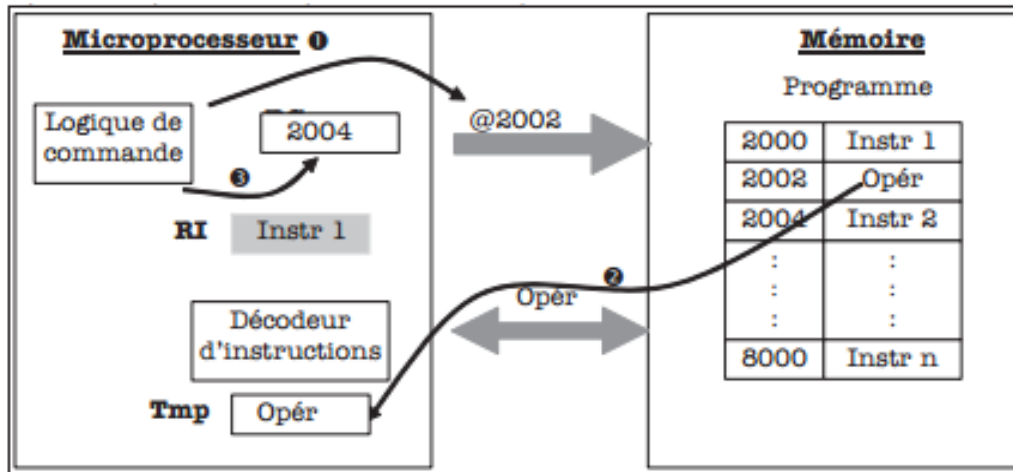 Microprocesseur ❶
Logique de
commande
2004
❸
RI Instr 1
Décodeur
d'instructions
Tmp Opér
@2002
Opér
❷
Mémoire
Programme
2000 Instr 1
2002 Opér
2004 Instr 2
: :
: :
: :
8000 Instr n